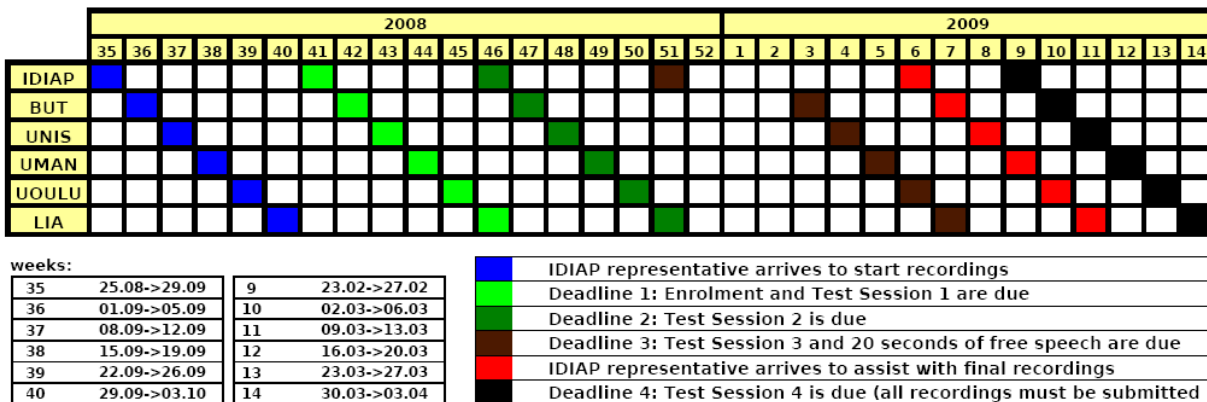 2008 2009
35 36 37 38 39 40 41 42 43 44 45 46 47 48 49 50 51 52 1 2 3 4 5 6 7 8 9 10 11 12 13 14
IDIAP
BUT
UNIS
UMAN
UOULU
LIA
weeks:
35 25.08->29.09 9 23.02->27.02
36 01.09->05.09 10 02.03->06.03
37 08.09->12.09 11 09.03->13.03
38 15.09->19.09 12 16.03->20.03
39 22.09->26.09 13 23.03->27.03
40 29.09->03.10 14 30.03->03.04
IDIAP representative arrives to start recordings
Deadline 1: Enrolment and Test Session 1 are due
Deadline 2: Test Session 2 is due
Deadline 3: Test Session 3 and 20 seconds of free speech are due
IDIAP representative arrives to assist with final recordings
Deadline 4: Test Session 4 is due (all recordings must be submitted